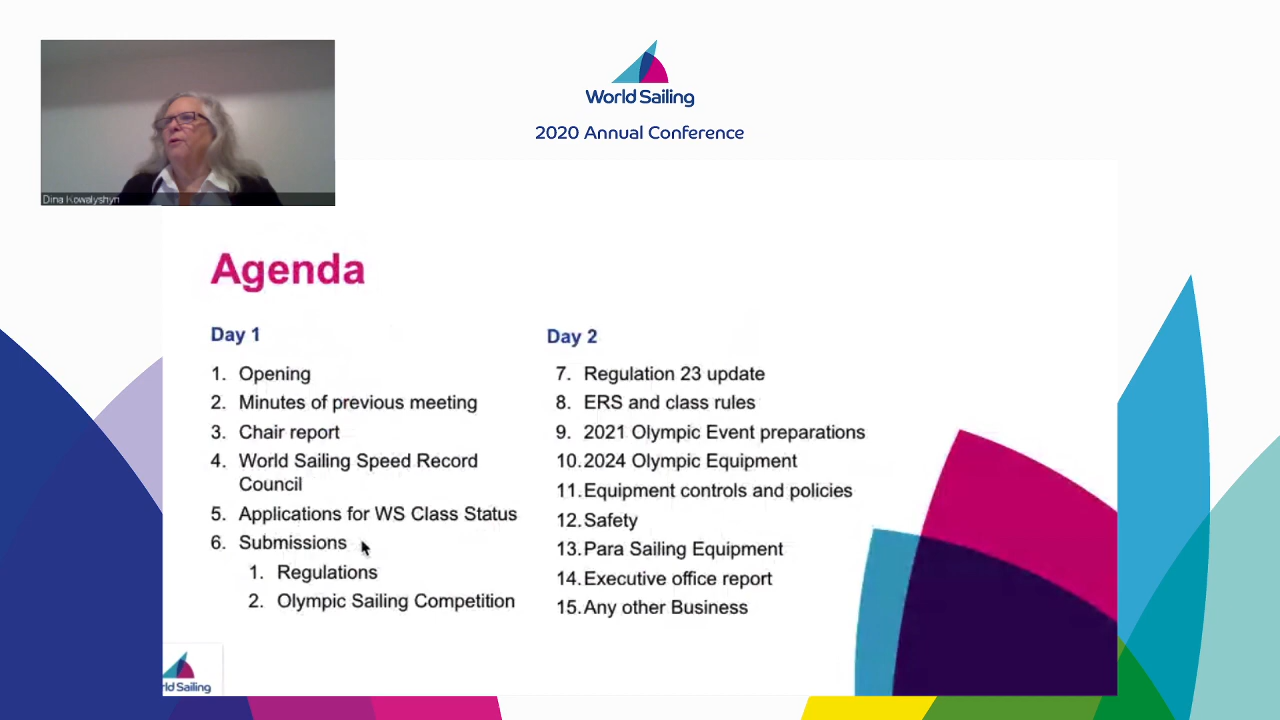 World Sailing
2020 Annual Conference
Dina Kowalyshyn
Agenda
Day 1
1. Opening
2. Minutes of previous meeting
3. Chair report
4. World Sailing Speed Record
Council
5. Applications for WS Class Status
6. Submissions
1. Regulations
2. Olympic Sailing Competition
Day 2
7. Regulation 23 update
8. ERS and class rules
9. 2021 Olympic Event preparations
10. 2024 Olympic Equipment
11. Equipment controls and policies
12. Safety
13. Para Sailing Equipment
14. Executive office report
15. Any other Business
rld Sailing